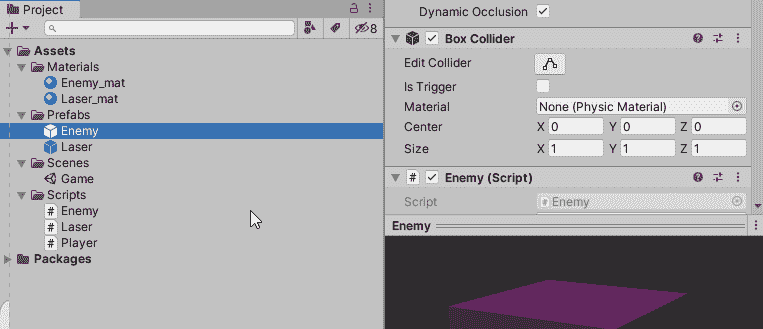 Project
8
Assets
Materials
Enemy_mat
Laser_mat
Prefabs
Enemy
Laser
Scenes
Game
Scripts
Enemy
Laser
Player
Packages
Dynamic Occlusion
Box Collider
Edit Collider
Is Trigger
Material None (Physic Material)
Center X 0 Y 0 Z 0
Size X 1 Y 1 Z 1
# Enemy (Script)
Script # Enemy
Enemy